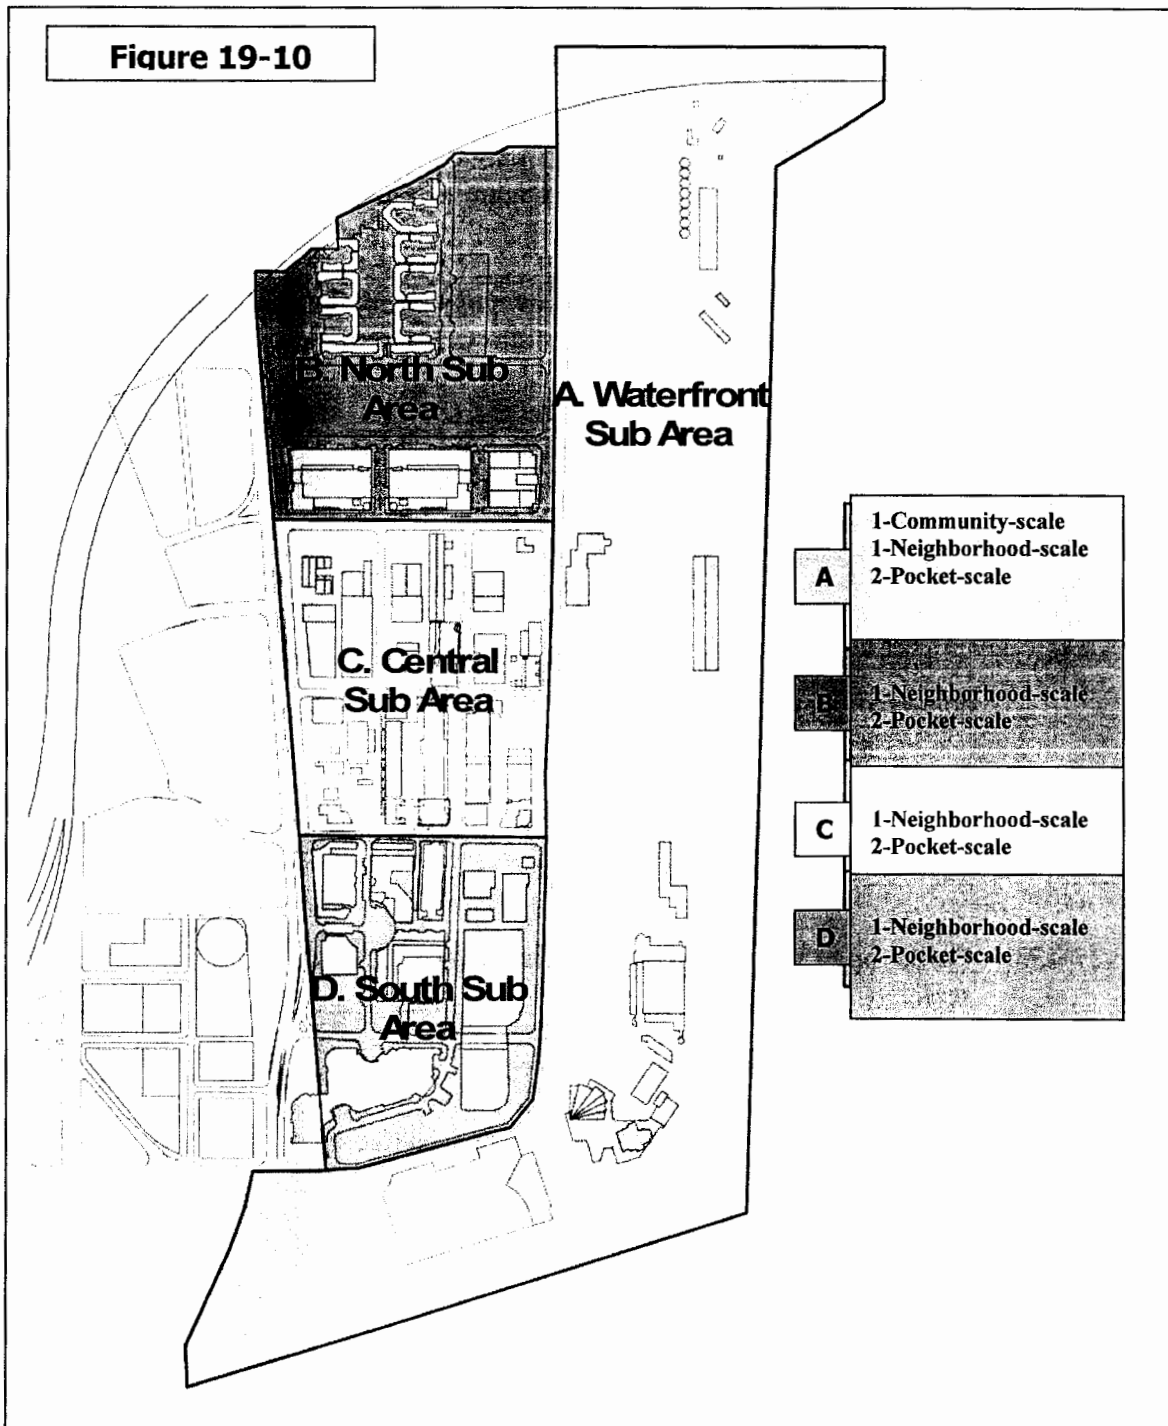 Figure 19-10
B. North Sub
Area
A. Waterfront
Sub Area
C. Central
Sub Area
D. South Sub
Area
A
1-Community-scale
1-Neighborhood-scale
2-Pocket-scale
B
1-Neighborhood-scale
2-Pocket-scale
C
1-Neighborhood-scale
2-Pocket-scale
D
1-Neighborhood-scale
2-Pocket-scale